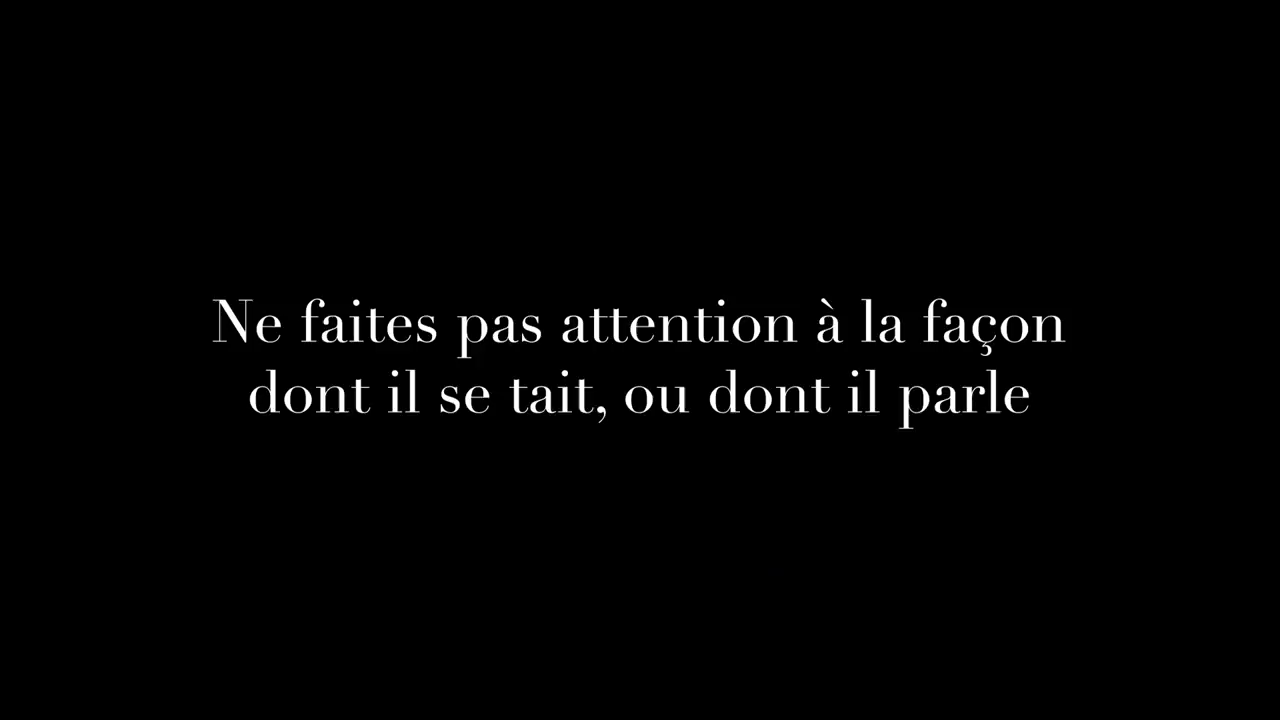 Ne faites pas attention à la façon
dont il se tait, ou dont il parle